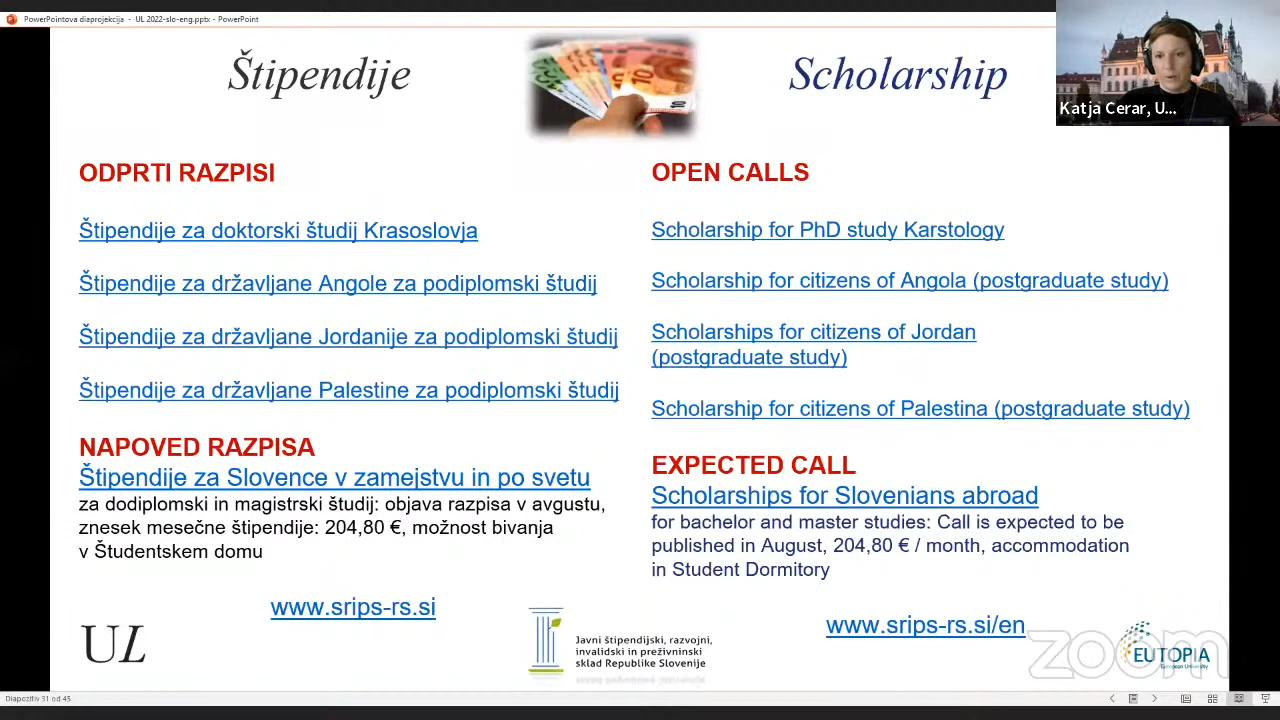 PowerPointova diaprojekcija - UL 2022-slo-eng.pptx - PowerPoint
Štipendije
Scholarship
Katja Cerar, U...
ODPRTI RAZPISI
Štipendije za doktorski študij Krasoslovja
Štipendije za državljane Angole za podiplomski študij
Štipendije za državljane Jordanije za podiplomski študij
Štipendije za državljane Palestine za podiplomski študij
NAPOVED RAZPISA
Štipendije za Slovence v zamejstvu in po svetu
za dodiplomski in magistrski študij: objava razpisa v avgustu,
znesek mesečne štipendije: 204,80 €, možnost bivanja
v Študentskem domu
www.srips-rs.si
OPEN CALLS
Scholarship for PhD study Karstology
Scholarship for citizens of Angola (postgraduate study)
Scholarships for citizens of Jordan
(postgraduate study)
Scholarship for citizens of Palestina (postgraduate study)
EXPECTED CALL
Scholarships for Slovenians abroad
for bachelor and master studies: Call is expected to be
published in August, 204,80 € / month, accommodation
in Student Dormitory
www.srips-rs.si/en
UL
Javni štipendijski, razvojni,
invalidski in preživninski
sklad Republike Slovenije
zoom
EUTOPIA
European University
Diapozitiv 31 od 45